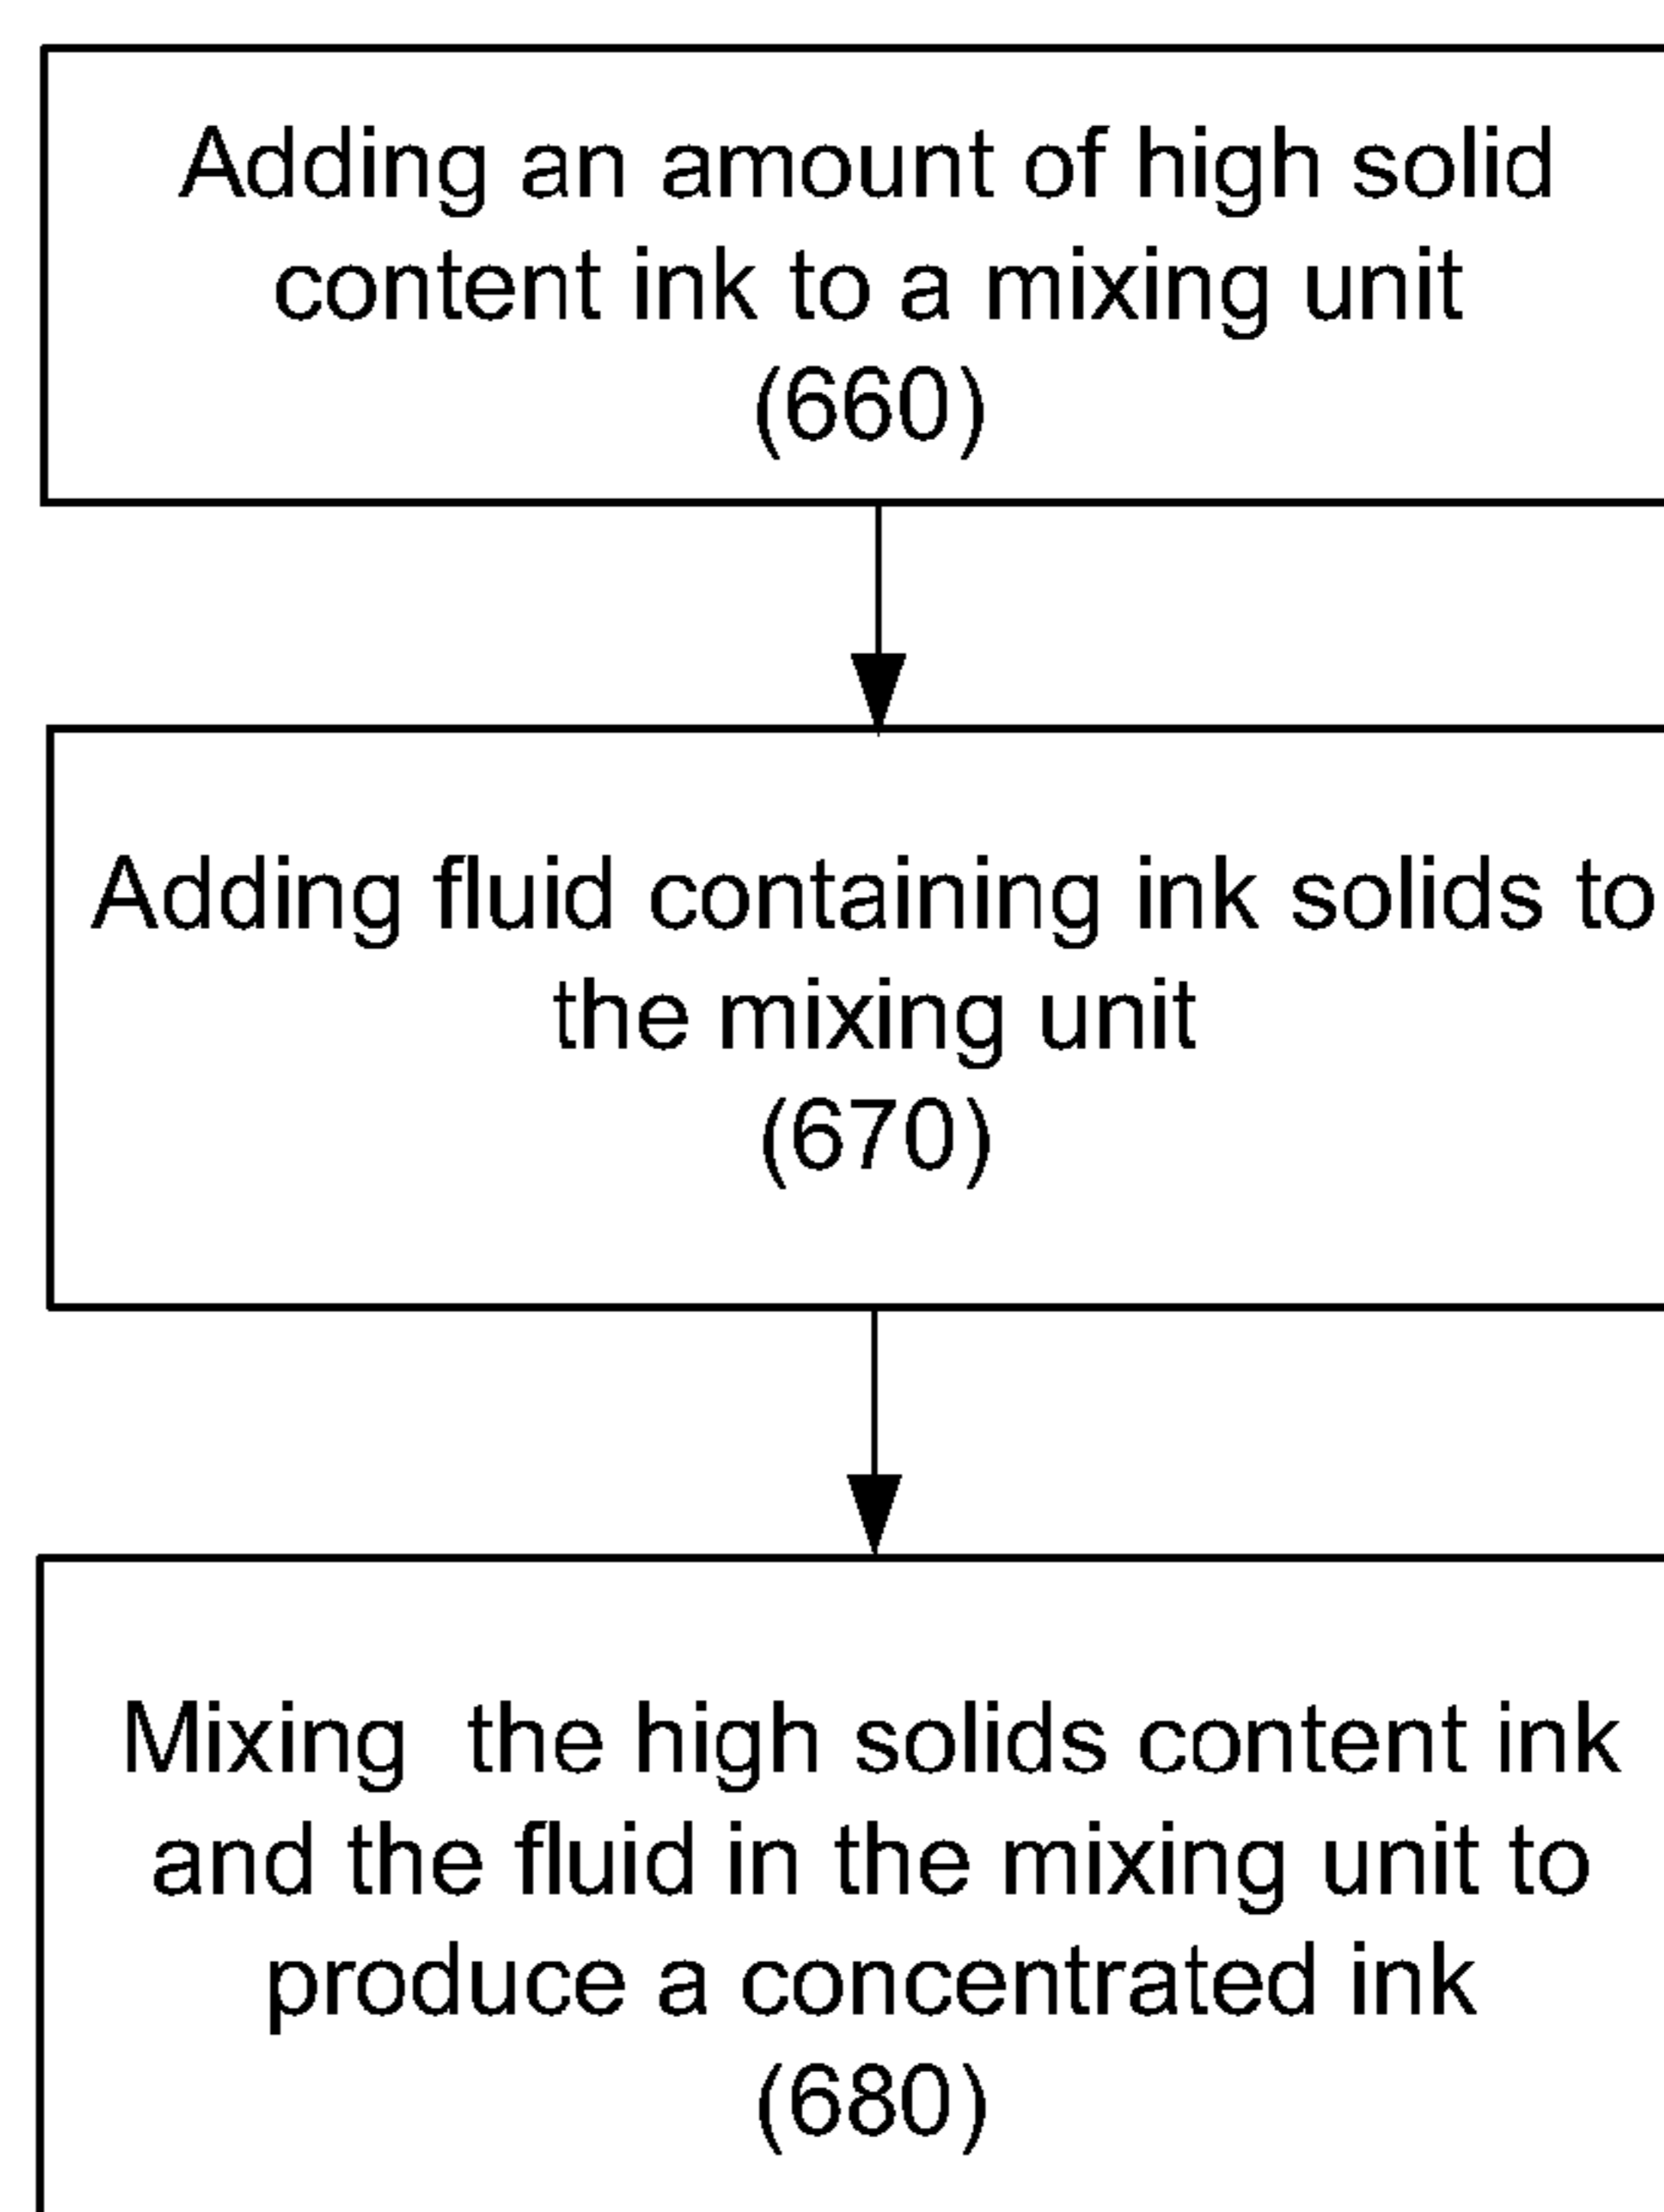 Adding an amount of high solid
content ink to a mixing unit
(660)
Adding fluid containing ink solids to
the mixing unit
(670)
Mixing  the high solids content ink
and the fluid in the mixing unit to
produce a concentrated ink
(680)